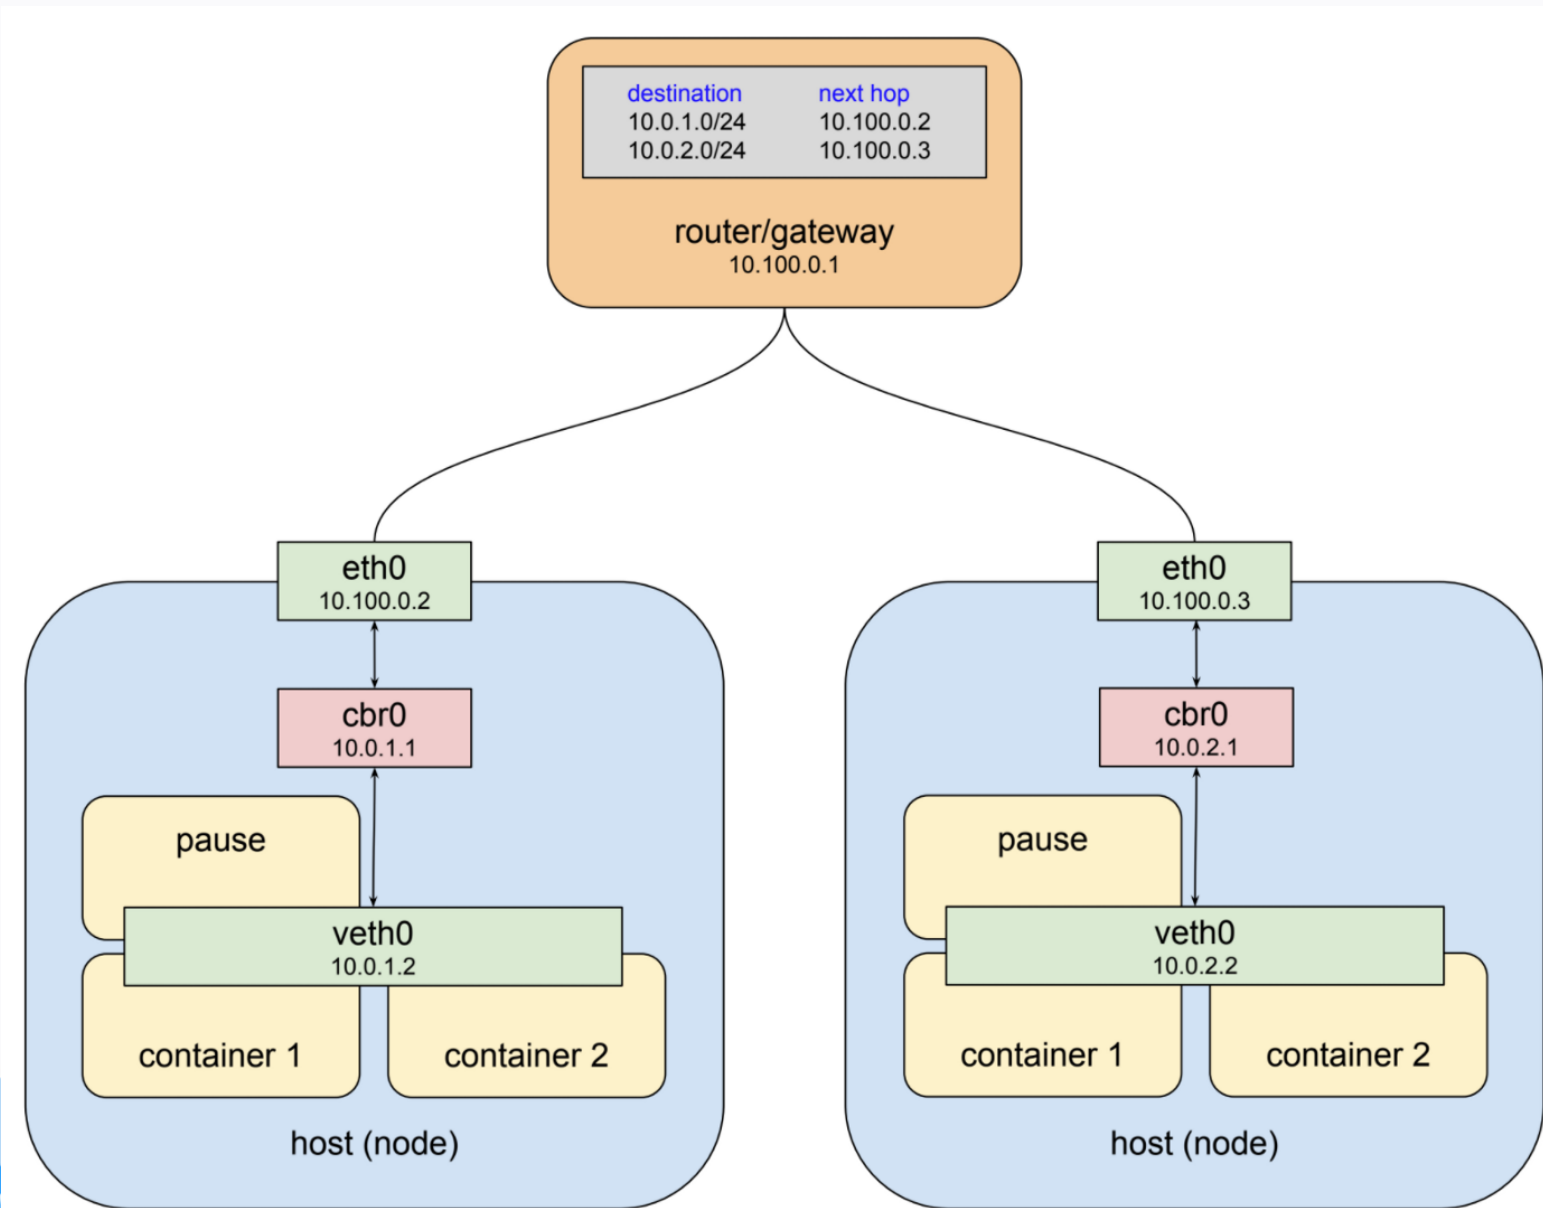 destination next hop
10.0.1.0/24 10.100.0.2
10.0.2.0/24 10.100.0.3
router/gateway
10.100.0.1
eth0
10.100.0.2
cbr0
10.0.1.1
pause
veth0
10.0.1.2
container 1
container 2
host (node)
eth0
10.100.0.3
cbr0
10.0.2.1
pause
veth0
10.0.2.2
container 1
container 2
host (node)